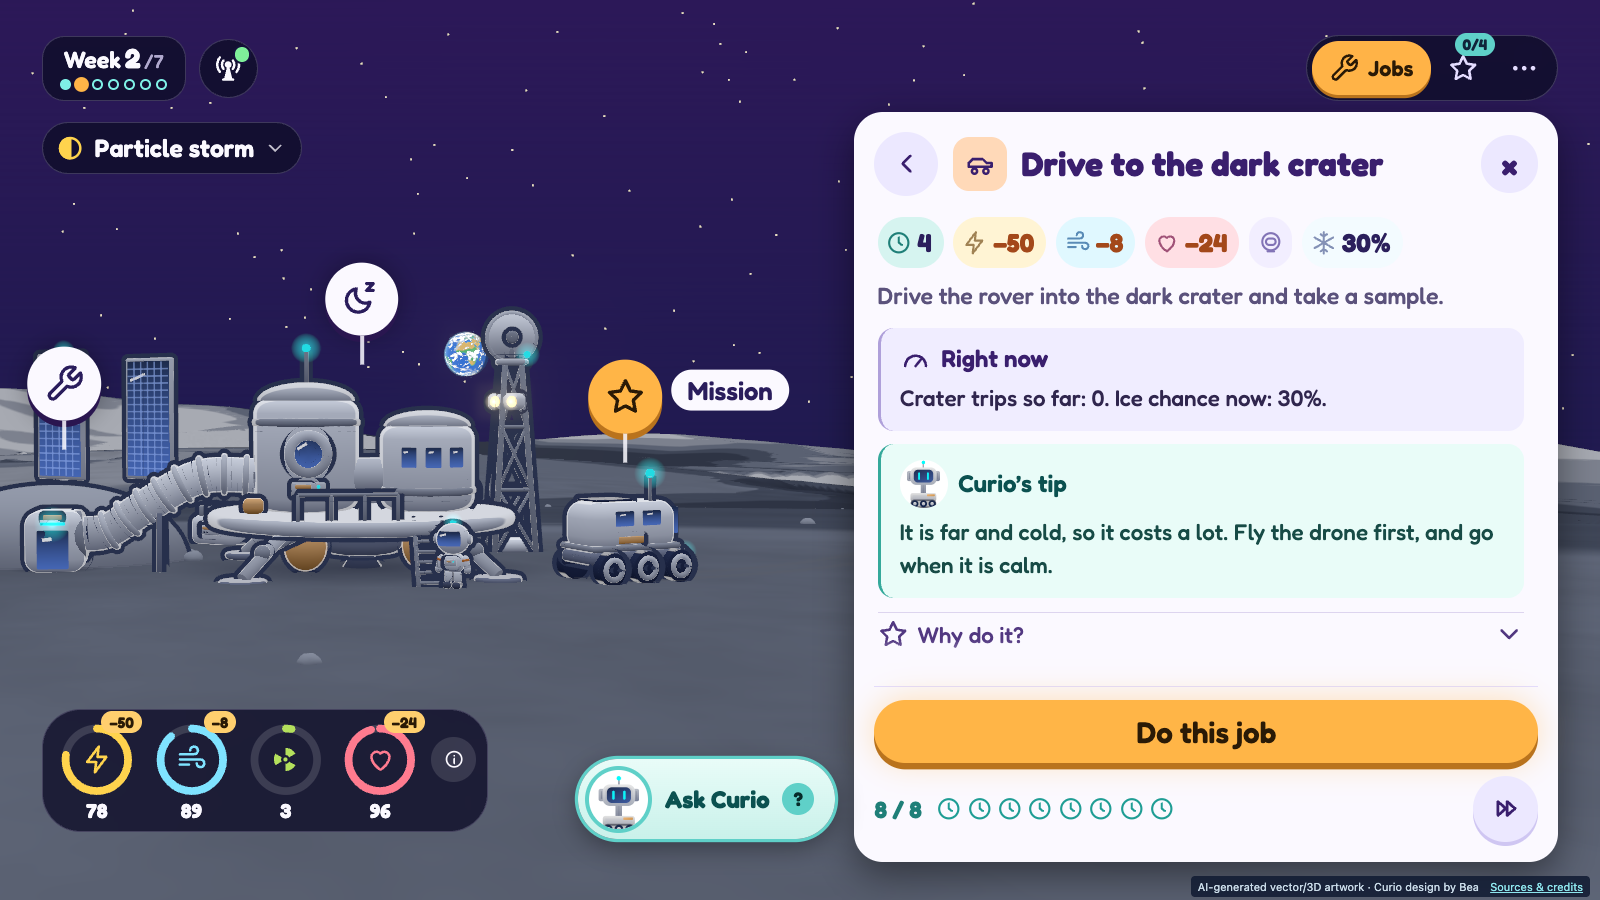 Week 2 /7
Particle storm
0/4
Jobs
Drive to the dark crater
4
–50
–8
–24
30%
Drive the rover into the dark crater and take a sample.
Right now
Crater trips so far: 0. Ice chance now: 30%.
Curio's tip
It is far and cold, so it costs a lot. Fly the drone first, and go
when it is calm.
Why do it?
Do this job
8 / 8
z
Mission
–50
–8
–24
78
89
3
96
Ask Curio ?
AI-generated vector/3D artwork · Curio design by Bea Sources & credits